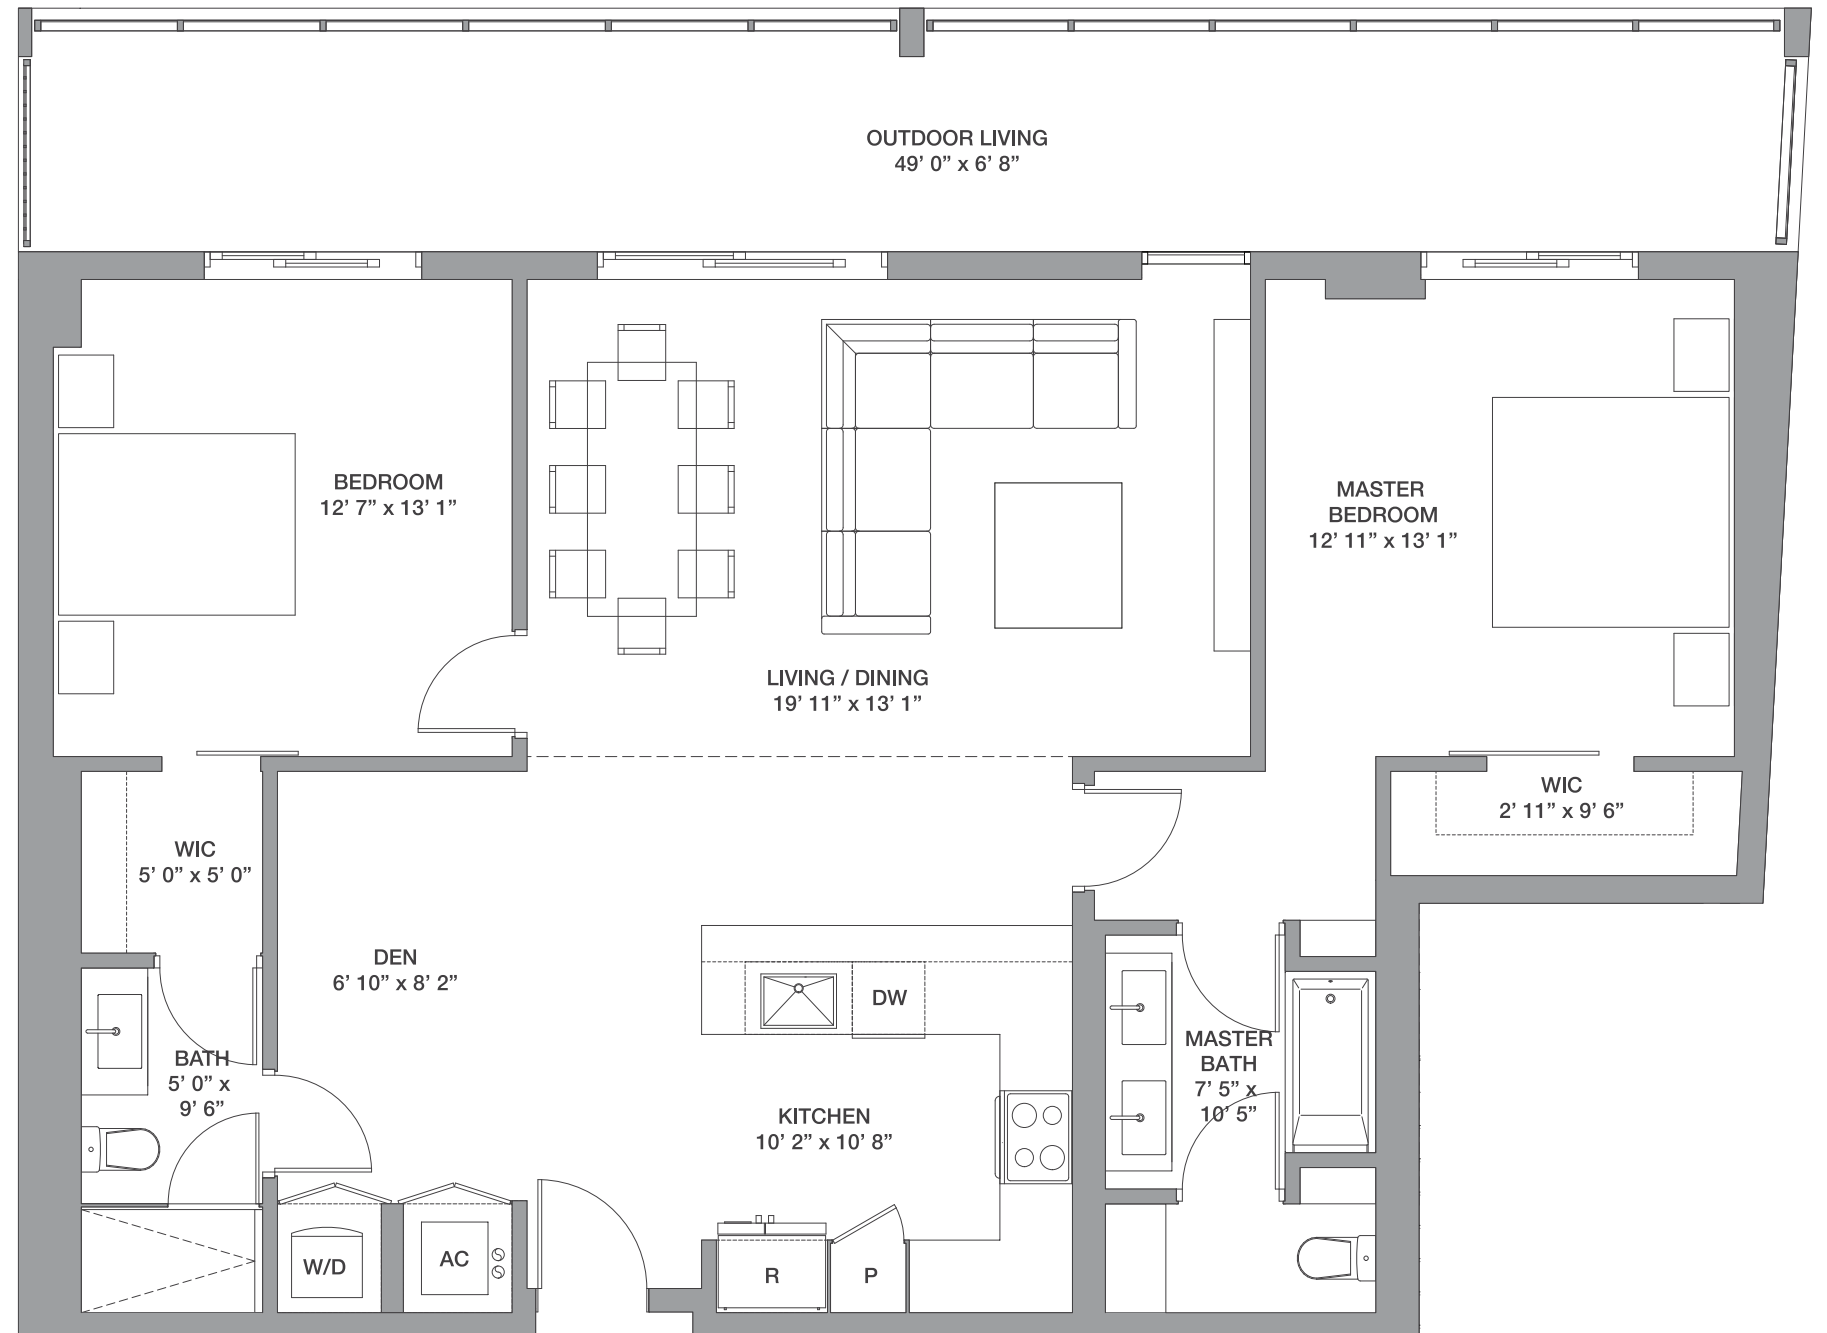 OUTDOOR LIVING
49’ 0” x 6’ 8”
BEDROOM
12’ 7” x 13’ 1”
MASTER
BEDROOM
12’ 11” x 13’ 1”
LIVING / DINING
19’ 11” x 13’ 1”
WIC
2’ 11” x 9’ 6”
WIC
5’ 0” x 5’ 0”
DEN
6’ 10” x 8’ 2”
DW
BATH
5’ 0” x
9’ 6”
MASTER
BATH
7’ 5” x
10’ 5”
KITCHEN
10’ 2” x 10’ 8”
W/D
AC
R
P